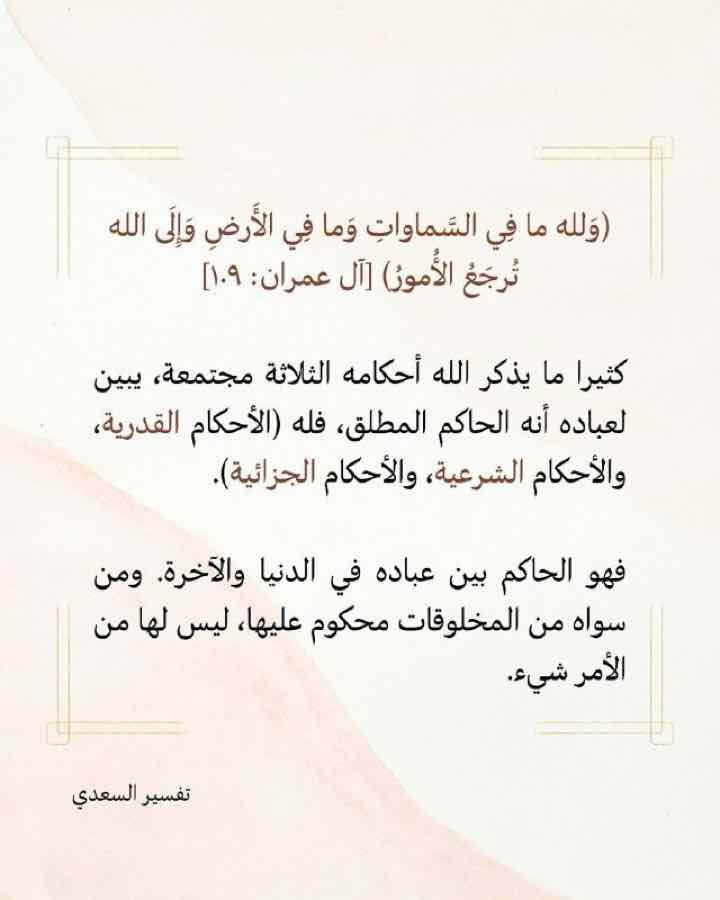 (وَلله ما فِي السَّماواتِ وَما فِي الأَرضِ وَإِلَى الله
تُرجَعُ الأُمورُ) [آل عمران: ١٠٩]
كثيرا ما يذكر الله أحكامه الثلاثة مجتمعة، يبين
لعباده أنه الحاكم المطلق، فله (الأحكام القدرية،
والأحكام الشرعية، والأحكام الجزائية).
فهو الحاكم بين عباده في الدنيا والآخرة. ومن
سواه من المخلوقات محكوم عليها، ليس لها من
الأمر شيء.
تفسير السعدي